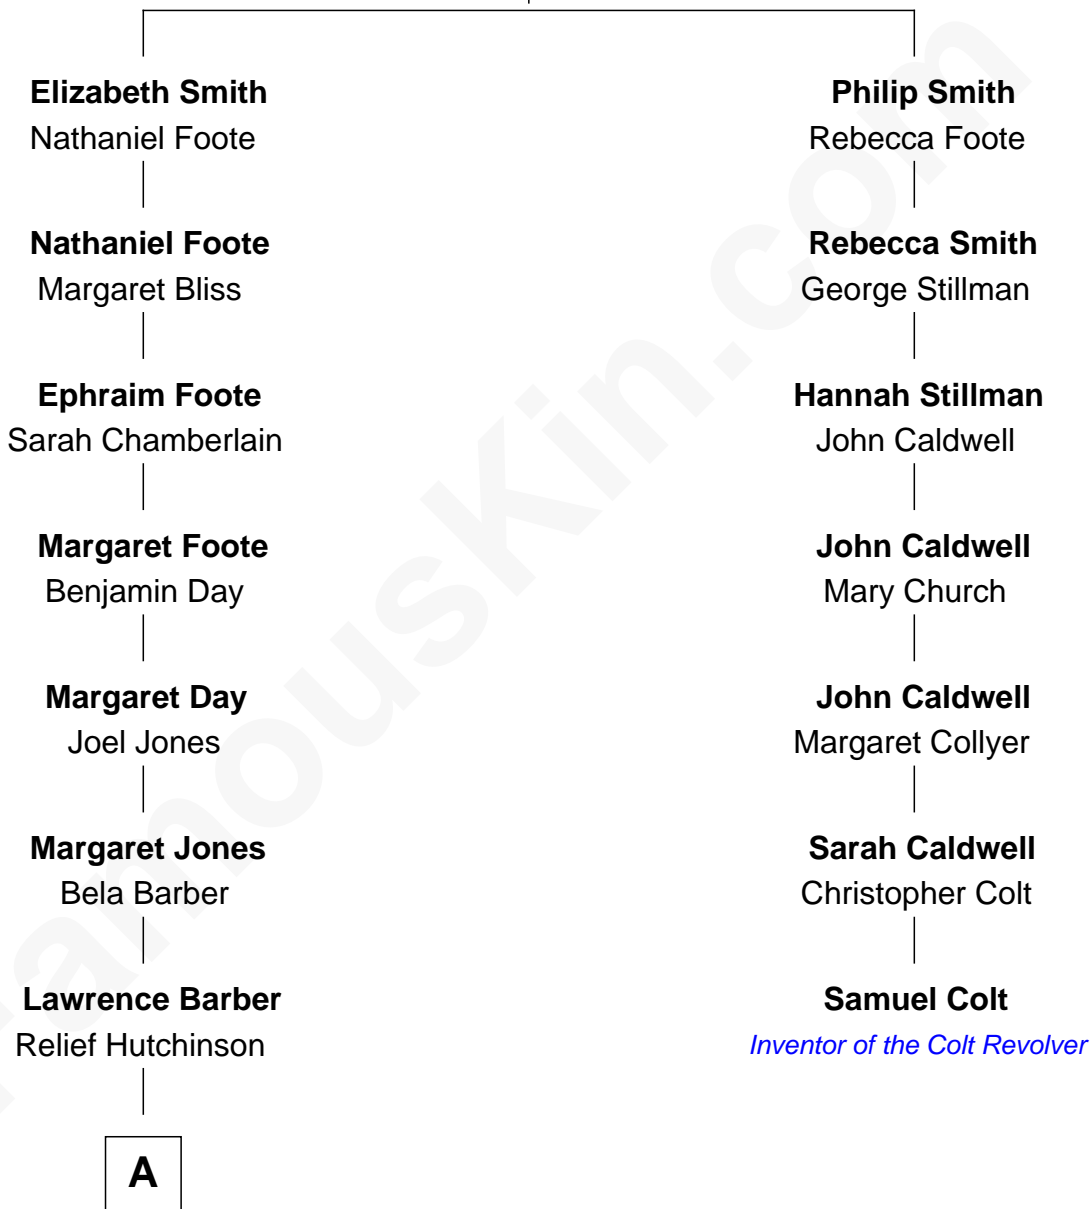 Elizabeth Smith
Nathaniel Foote
Nathaniel Foote
Margaret Bliss
Ephraim Foote
Sarah Chamberlain
Margaret Foote
Benjamin Day
Margaret Day
Joel Jones
Margaret Jones
Bela Barber
Lawrence Barber
Relief Hutchinson
A
Philip Smith
Rebecca Foote
Rebecca Smith
George Stillman
Hannah Stillman
John Caldwell
John Caldwell
Mary Church
John Caldwell
Margaret Collyer
Sarah Caldwell
Christopher Colt
Samuel Colt
Inventor of the Colt Revolver
FamousKin.com